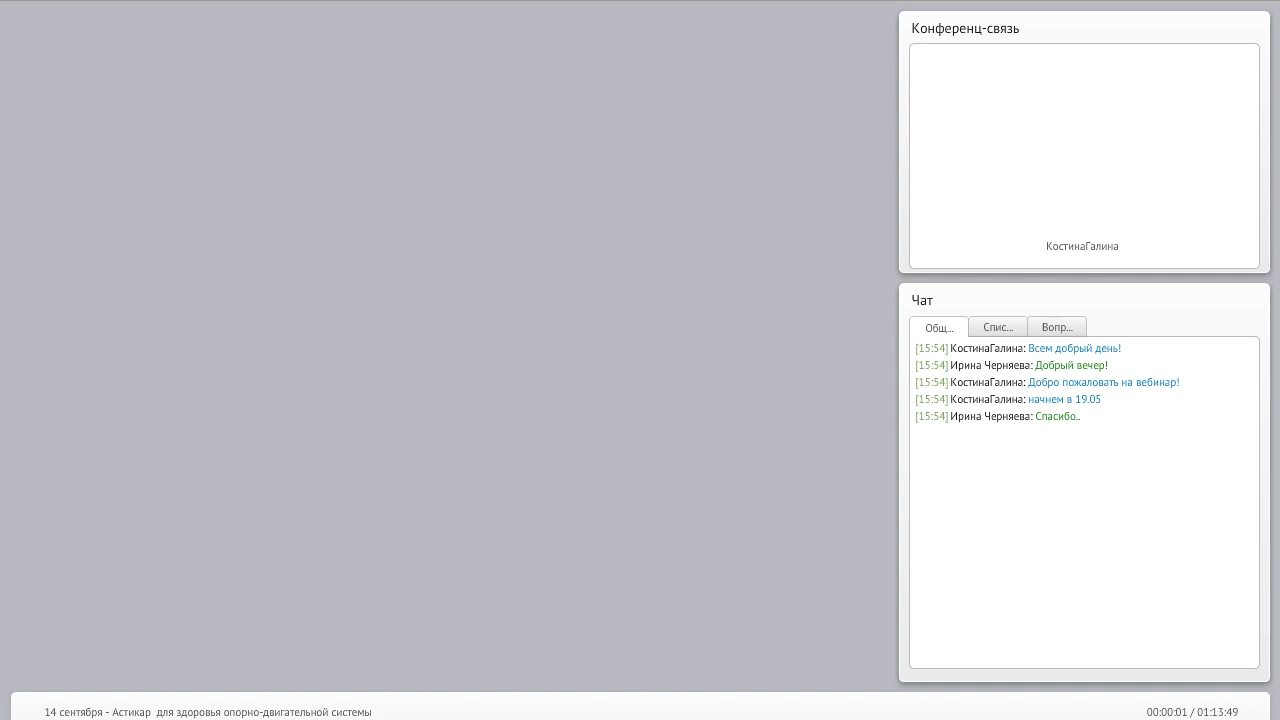 Конференц-связь
КостинаГалина
Чат
Общ... Спис... Вопр...
[15:54] КостинаГалина: Всем добрый день!
[15:54] Ирина Черняева: Добрый вечер!
[15:54] КостинаГалина: Добро пожаловать на вебинар!
[15:54] КостинаГалина: начнем в 19.05
[15:54] Ирина Черняева: Спасибо..
14 сентября - Астикар  для здоровья опорно-двигательной системы 00:00:01 / 01:13:49